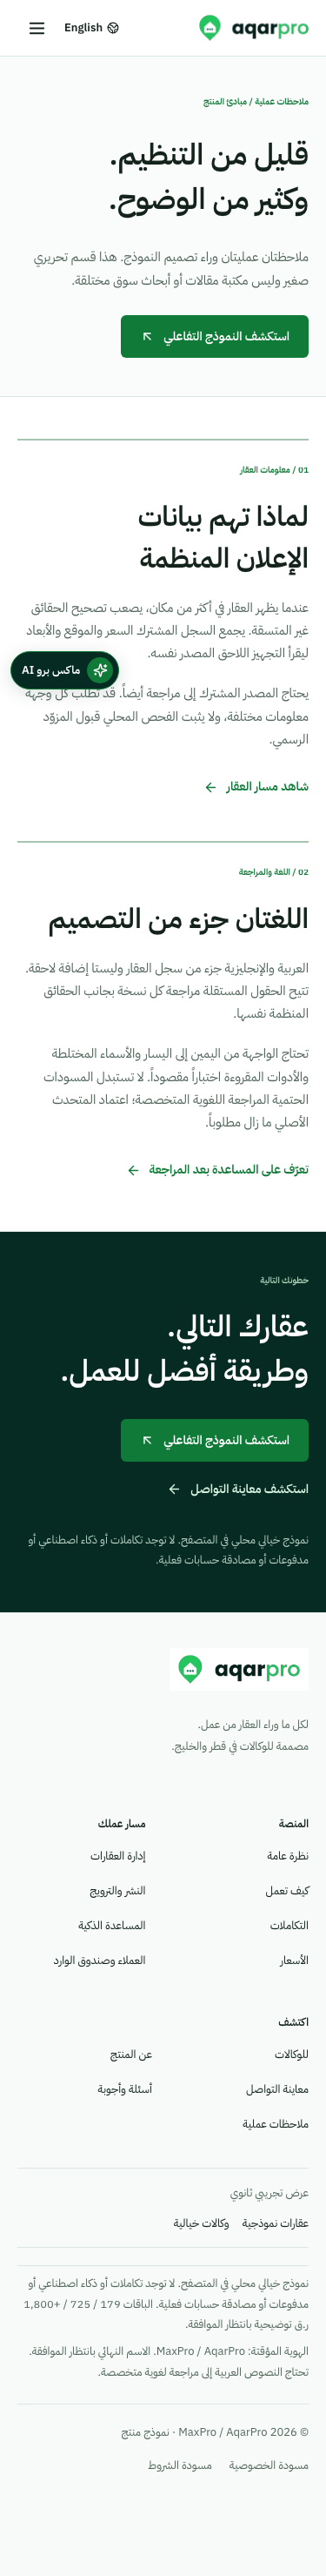 aqarpro
English
ملاحظات عملية / مبادئ المنتج
قليل من التنظيم.
وكثير من الوضوح.
ملاحظتان عمليتان وراء تصميم النموذج. هذا قسم تحريري
صغير وليس مكتبة مقالات أو أبحاث سوق مختلقة.
استكشف النموذج التفاعلي
01 / معلومات العقار
لماذا تهم بيانات
الإعلان المنظمة
عندما يظهر العقار في أكثر من مكان، يصعب تصحيح الحقائق
غير المتسقة. يجمع السجل المشترك السعر والموقع والأبعاد
ليقرأ التجهيز اللاحق المصدر نفسه.
ماكس برو AI
يحتاج المصدر المشترك إلى مراجعة أيضاً. قد تطلب كل وجهة
معلومات مختلفة، ولا يثبت الفحص المحلي قبول المزوّد
الرسمي.
شاهد مسار العقار
02 / اللغة والمراجعة
اللغتان جزء من التصميم
العربية والإنجليزية جزء من سجل العقار وليستا إضافة لاحقة.
تتيح الحقول المستقلة مراجعة كل نسخة بجانب الحقائق
المنظمة نفسها.
تحتاج الواجهة من اليمين إلى اليسار والأسماء المختلطة
والأدوات المقروءة اختباراً مقصوداً. لا تستبدل المسودات
الحتمية المراجعة اللغوية المتخصصة؛ اعتماد المتحدث
الأصلي ما زال مطلوباً.
تعرّف على المساعدة بعد المراجعة
خطوتك التالية
عقارك التالي.
وطريقة أفضل للعمل.
استكشف النموذج التفاعلي
استكشف معاينة التواصل
نموذج خيالي محلي في المتصفح. لا توجد تكاملات أو ذكاء اصطناعي أو
مدفوعات أو مصادقة حسابات فعلية.
aqarpro
لكل ما وراء العقار من عمل.
مصممة للوكالات في قطر والخليج.
المنصة
نظرة عامة
كيف تعمل
التكاملات
الأسعار
مسار عملك
إدارة العقارات
النشر والترويج
المساعدة الذكية
العملاء وصندوق الوارد
اكتشف
للوكالات
عن المنتج
معاينة التواصل
أسئلة وأجوبة
ملاحظات عملية
عرض تجريبي ثانوي
عقارات نموذجية
وكالات خيالية
نموذج خيالي محلي في المتصفح. لا توجد تكاملات أو ذكاء اصطناعي أو
مدفوعات أو مصادقة حسابات فعلية. الباقات 179 / 725 / +1,800
ر.ق توضيحية بانتظار الموافقة.
الهوية المؤقتة: MaxPro / AqarPro. الاسم النهائي بانتظار الموافقة.
تحتاج النصوص العربية إلى مراجعة لغوية متخصصة.
© 2026 MaxPro / AqarPro · نموذج منتج
مسودة الخصوصية
مسودة الشروط